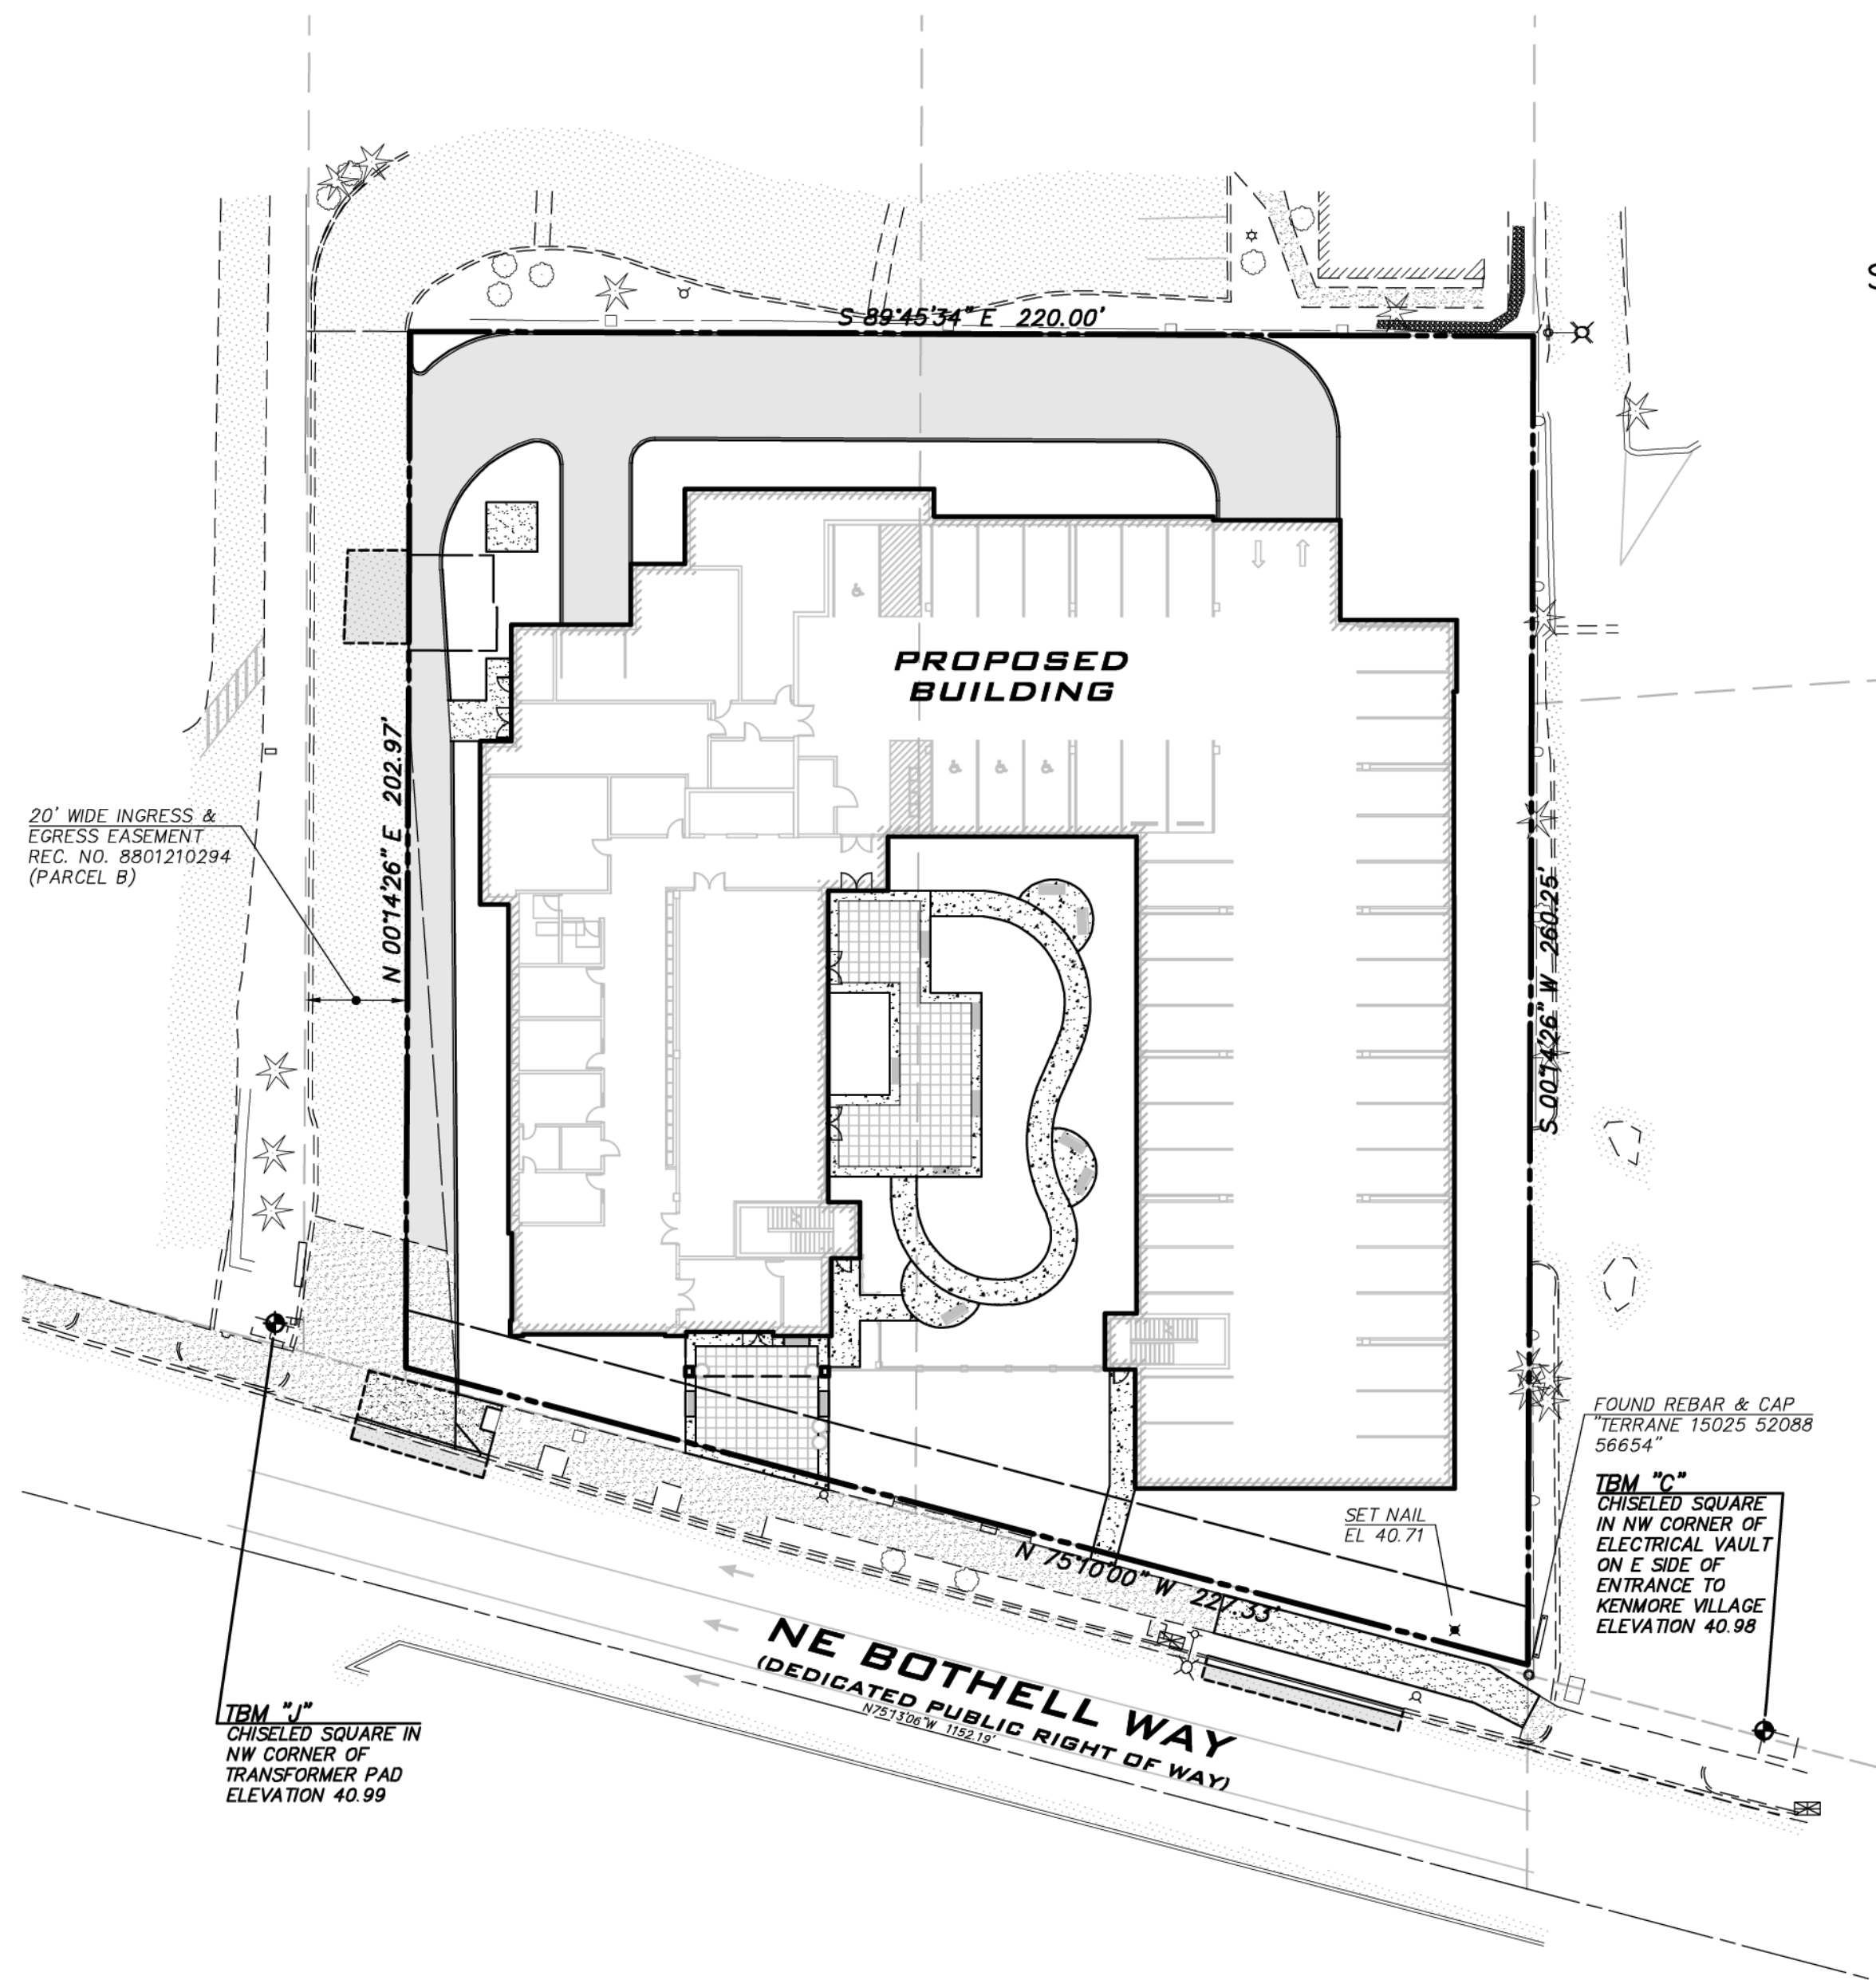 S 89°45'34" E 220.00'
PROPOSED
BUILDING
N 00°14'26" E 202.97'
20' WIDE INGRESS &
EGRESS EASEMENT
REC. NO. 8801210294
(PARCEL B)
S 00°14'26" W 260.25'
FOUND REBAR & CAP
"TERRANE 15025 52088
56654"
TBM "C"
CHISELED SQUARE
IN NW CORNER OF
ELECTRICAL VAULT
ON E SIDE OF
ENTRANCE TO
KENMORE VILLAGE
ELEVATION 40.98
SET NAIL
EL 40.71
N 75°10'00" W 227.33'
NE BOTHELL WAY
(DEDICATED PUBLIC RIGHT OF WAY)
N75°13'06"W 1152.19'
TBM "J"
CHISELED SQUARE IN
NW CORNER OF
TRANSFORMER PAD
ELEVATION 40.99